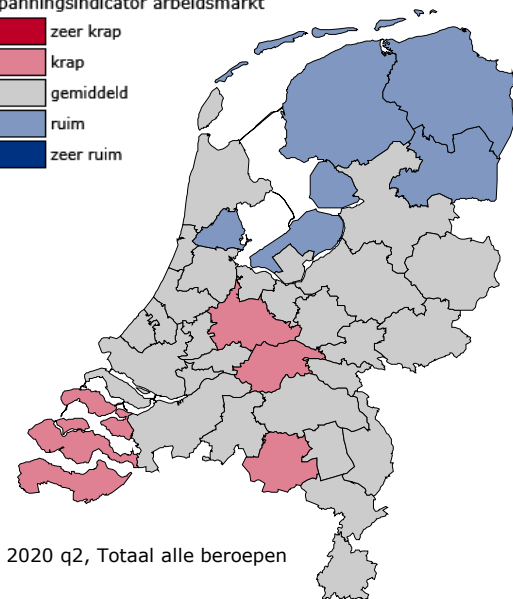 panningsindicator arbeidsmarkt
zeer krap
krap
gemiddeld
ruim
zeer ruim
2020 q2, Totaal alle beroepen